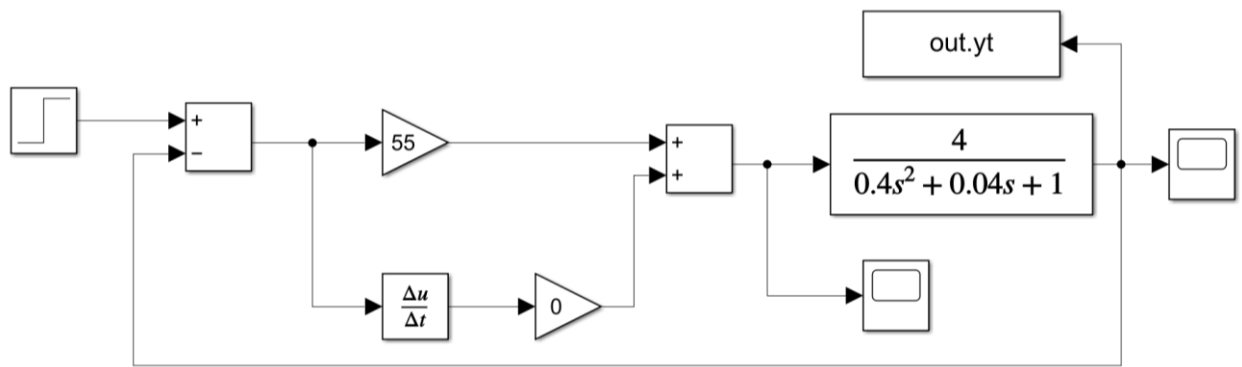 out.yt
+
−
55
+
+
4
0.4s² + 0.04s + 1
Δu
Δt
0